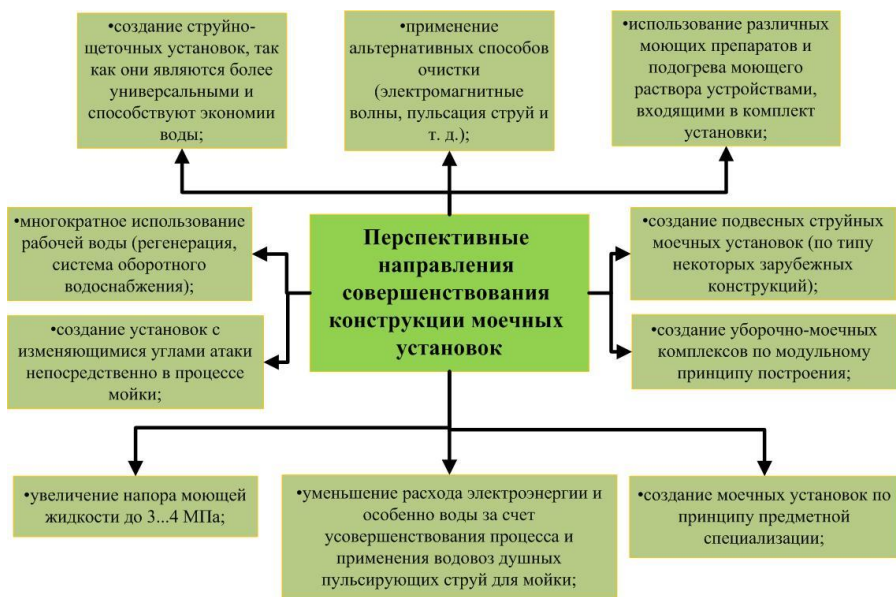 •создание струйно-
щеточных установок, так
как они являются более
универсальными и
способствуют экономии
воды;
•применение
альтернативных способов
очистки
(электромагнитные
волны, пульсация струй и
т. д.);
•использование различных
моющих препаратов и
подогрева моющего
раствора устройствами,
входящими в комплект
установки;
•многократное использование
рабочей воды (регенерация,
система оборотного
водоснабжения);
Перспективные
направления
совершенствования
конструкции моечных
установок
•создание подвесных струйных
моечных установок (по типу
некоторых зарубежных
конструкций);
•создание установок с
изменяющимися углами атаки
непосредственно в процессе
мойки;
•создание уборочно-моечных
комплексов по модульному
принципу построения;
•увеличение напора моющей
жидкости до 3...4 МПа;
•уменьшение расхода электроэнергии и
особенно воды за счет
усовершенствования процесса и
применения водовоз душных
пульсирующих струй для мойки;
•создание моечных установок по
принципу предметной
специализации;